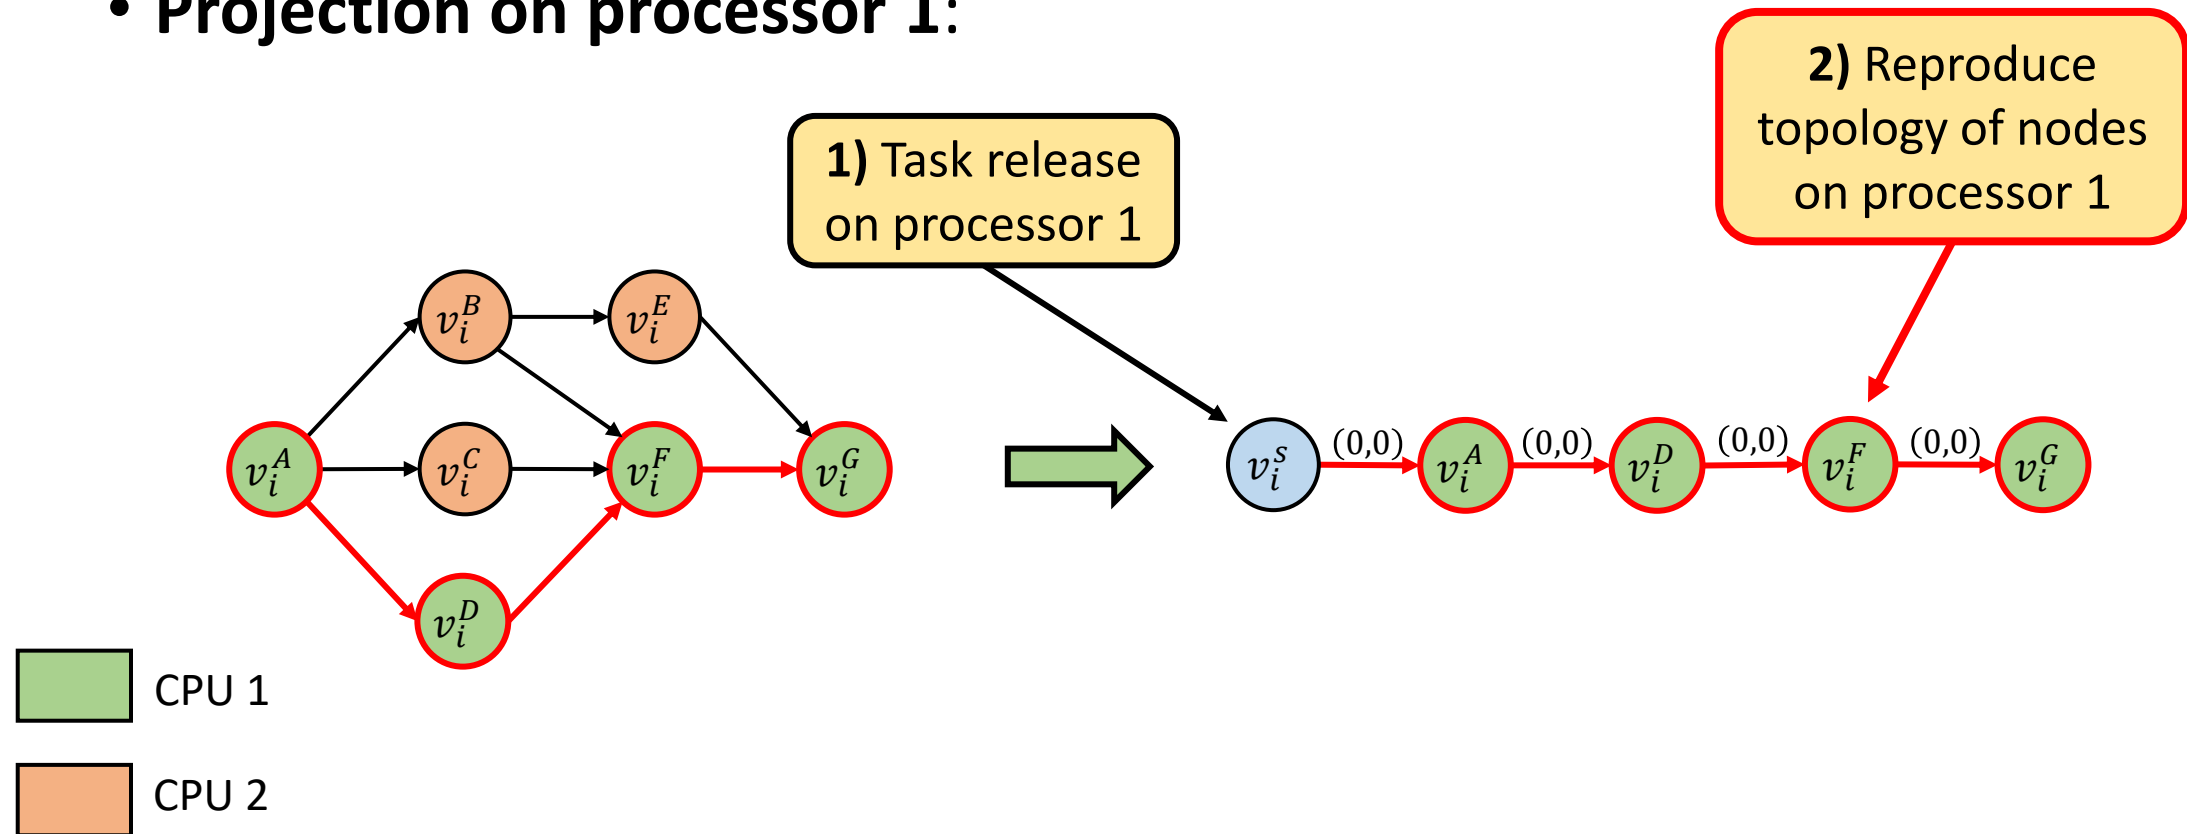 • Projection on processor 1:
2) Reproduce
topology of nodes
on processor 1
1) Task release
on processor 1
v_i^B
v_i^E
v_i^A
v_i^C
v_i^F
v_i^G
v_i^D
v_i^s
(0,0)
v_i^A
(0,0)
v_i^D
(0,0)
v_i^F
(0,0)
v_i^G
CPU 1
CPU 2